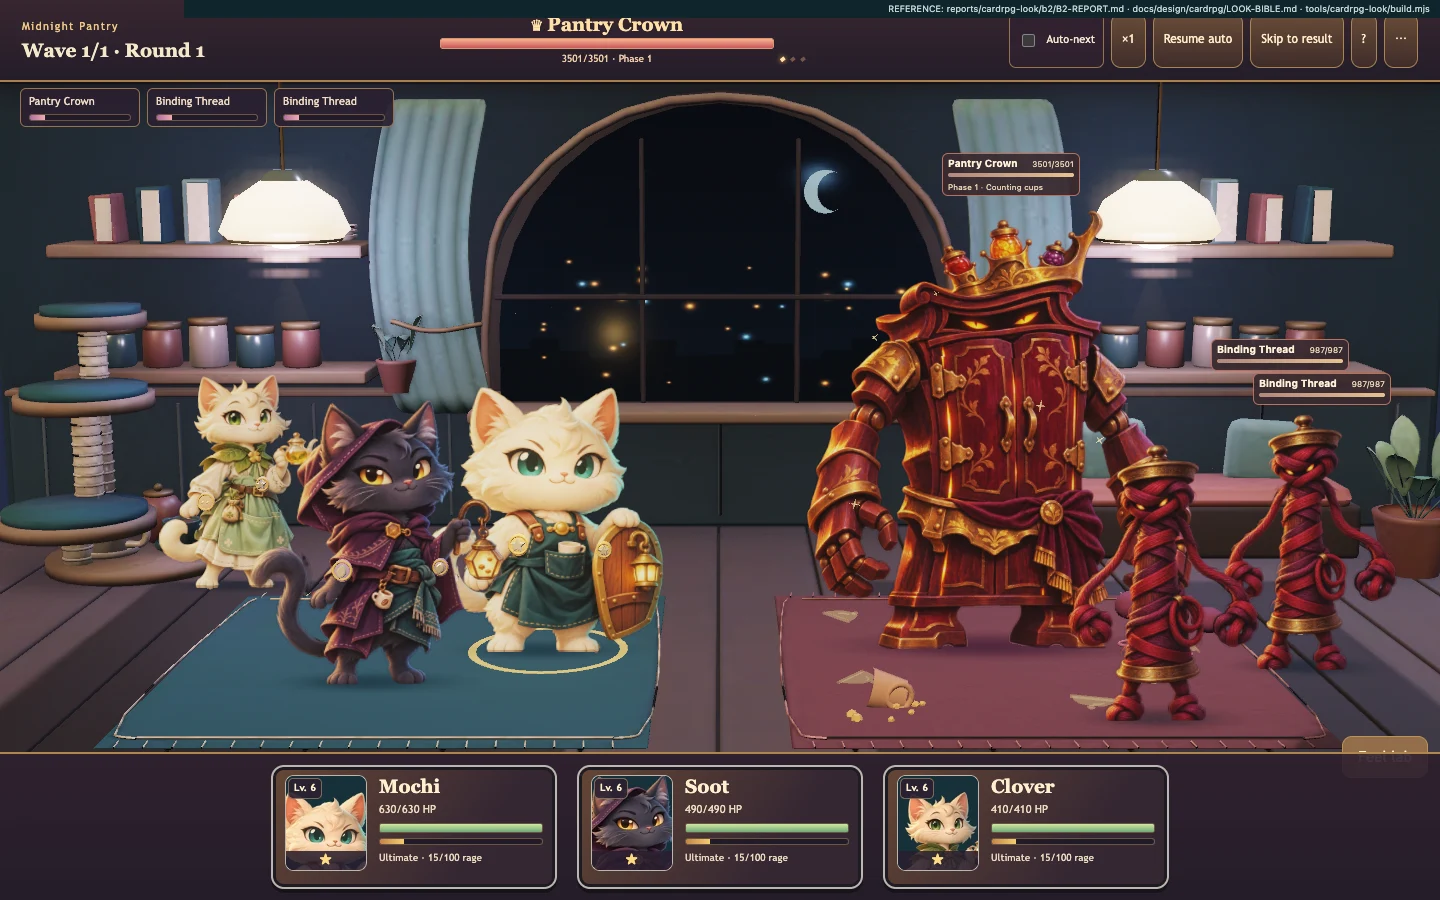 REFERENCE: reports/cardrpg-look/b2/B2-REPORT.md · docs/design/cardrpg/LOOK-BIBLE.md · tools/cardrpg-look/build.mjs
Midnight Pantry
Wave 1/1 · Round 1
♛ Pantry Crown
3501/3501 · Phase 1
Auto-next
×1
Resume auto
Skip to result
?
...
Pantry Crown
Binding Thread
Binding Thread
Pantry Crown 3501/3501
Phase 1 · Counting cups
Binding Thread 987/987
Binding Thread 987/987
Lv. 6
Mochi
630/630 HP
Ultimate · 15/100 rage
Lv. 6
Soot
490/490 HP
Ultimate · 15/100 rage
Lv. 6
Clover
410/410 HP
Ultimate · 15/100 rage